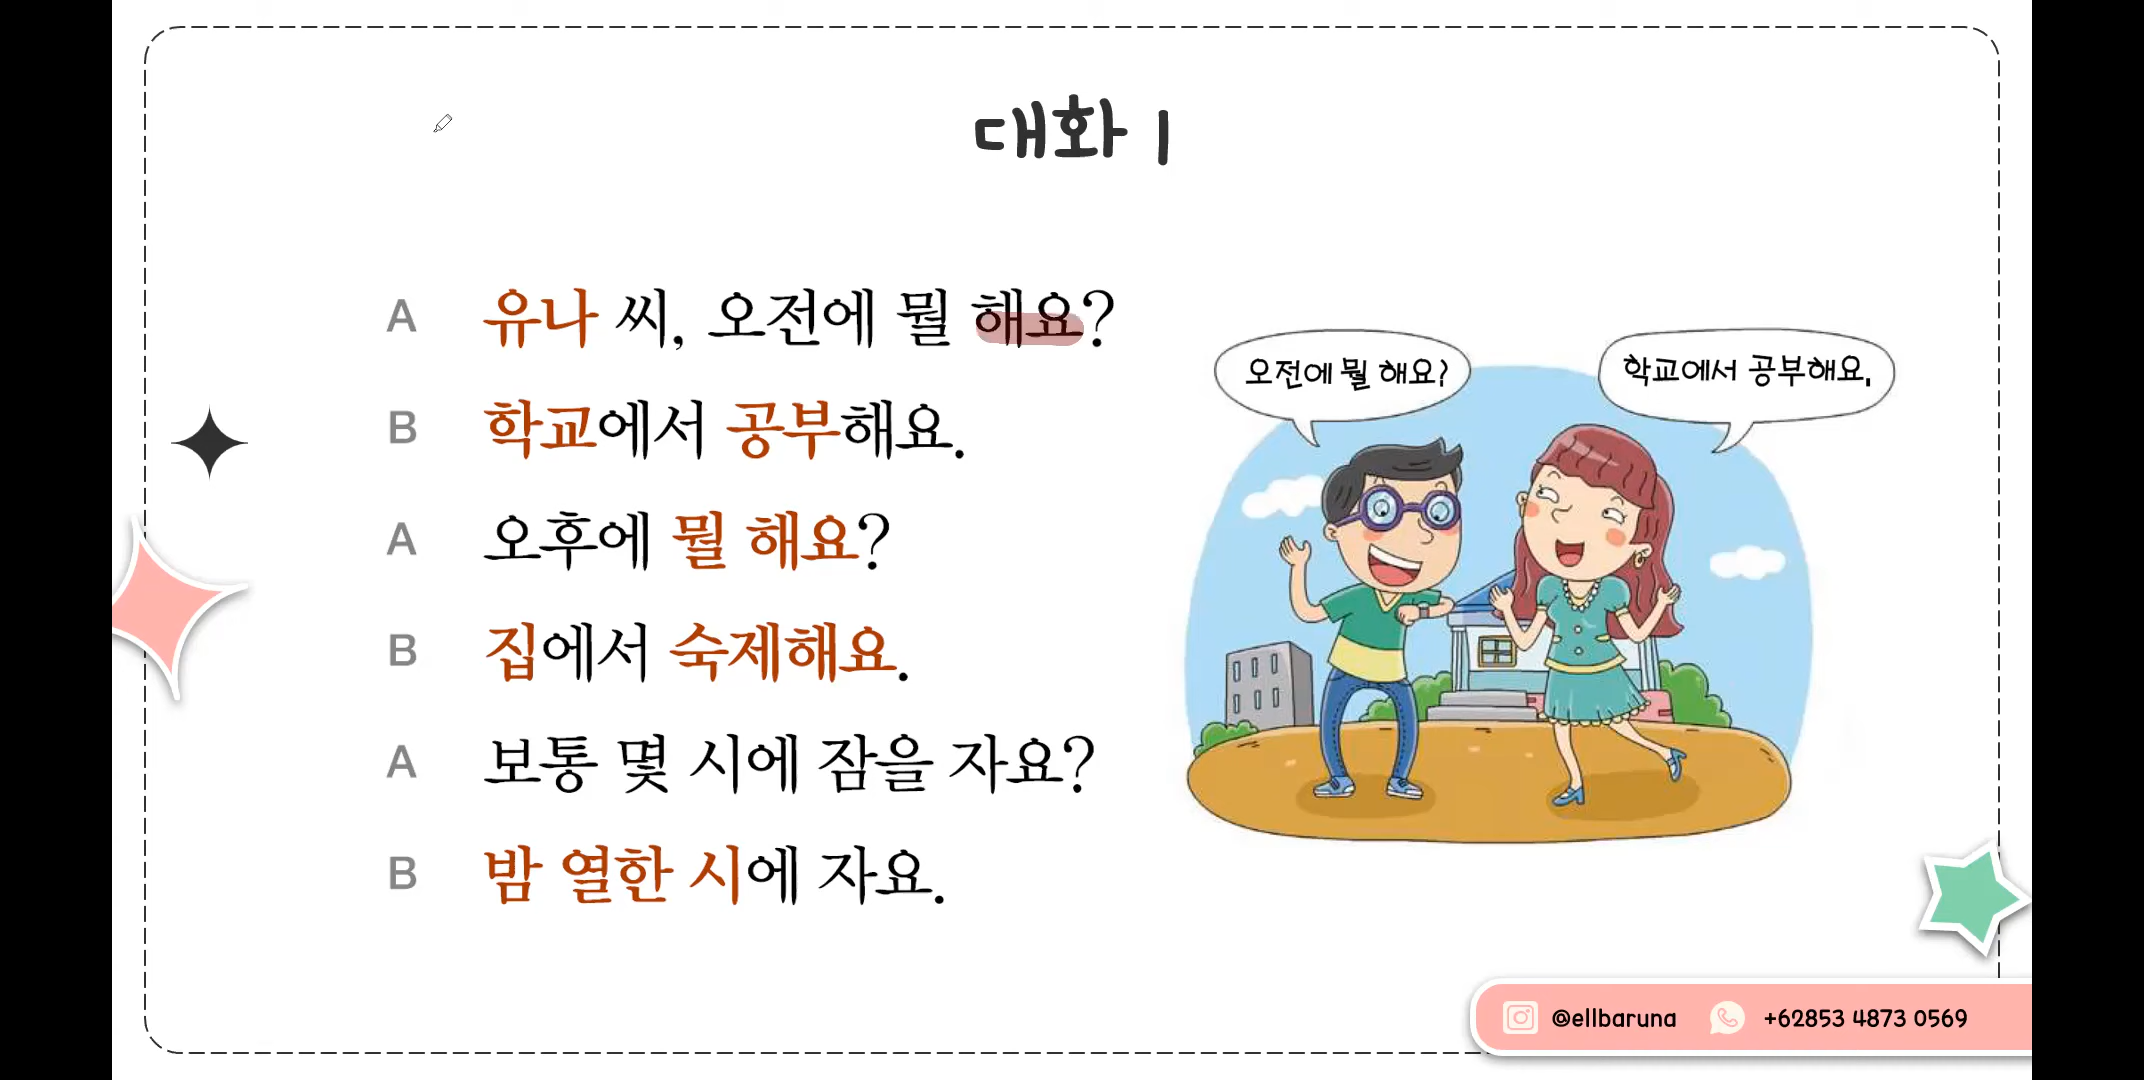 대화 1
A 유나 씨, 오전에 뭘 해요?
B 학교에서 공부해요.
A 오후에 뭘 해요?
B 집에서 숙제해요.
A 보통 몇 시에 잠을 자요?
B 밤 열한 시에 자요.
오전에 뭘 해요?
학교에서 공부해요.
@ellbaruna +62853 4873 0569